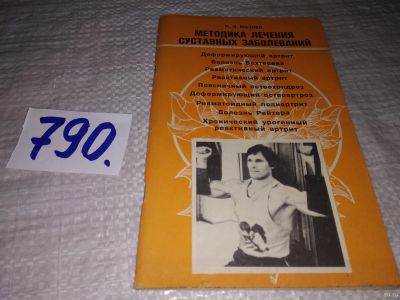 МЕТОДИКА ЛЕЧЕНИЯ
СУСТАВНЫХ ЗАБОЛЕВАНИЙ
Деформирующий артрит
Болезнь Бехтерева
Ревматический артрит
Реактивный артрит
Поясничный остеохондроз
Деформирующий остеоартроз
Ревматоидный полиартрит
Болезнь Рейтера
Хронический урогенный
реактивный артрит
790.